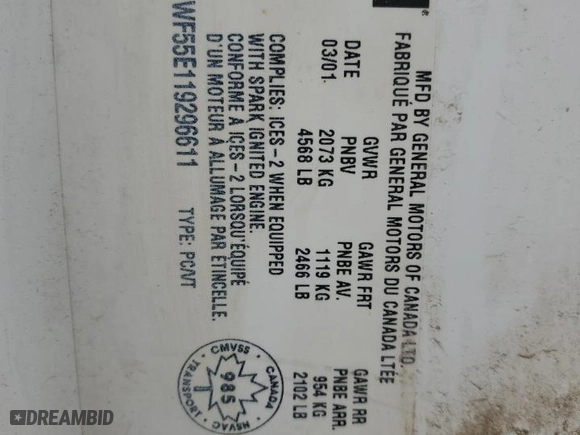 MFD BY GENERAL MOTORS OF CANADA LTD
FABRIQUÉ PAR GENERAL MOTORS DU CANADA LTÉE
DATE GVWR GAWR FRT GAWR RR
03/01. PNBV PNBE AV. PNBE ARR.
2073 KG 1119 KG 954 KG
4568 LB 2466 LB 2102 LB
COMPLIES: ICES-2 WHEN EQUIPPED
WITH SPARK IGNITED ENGINE.
CONFORME À ICES-2 LORSQU'ÉQUIPÉ
D'UN MOTEUR À ALLUMAGE PAR ÉTINCELLE.
WF55E119296611 TYPE: PC/VT
CANADA
CMVSS
TRANSPORT
NSVAC
985
®
DREAMBID